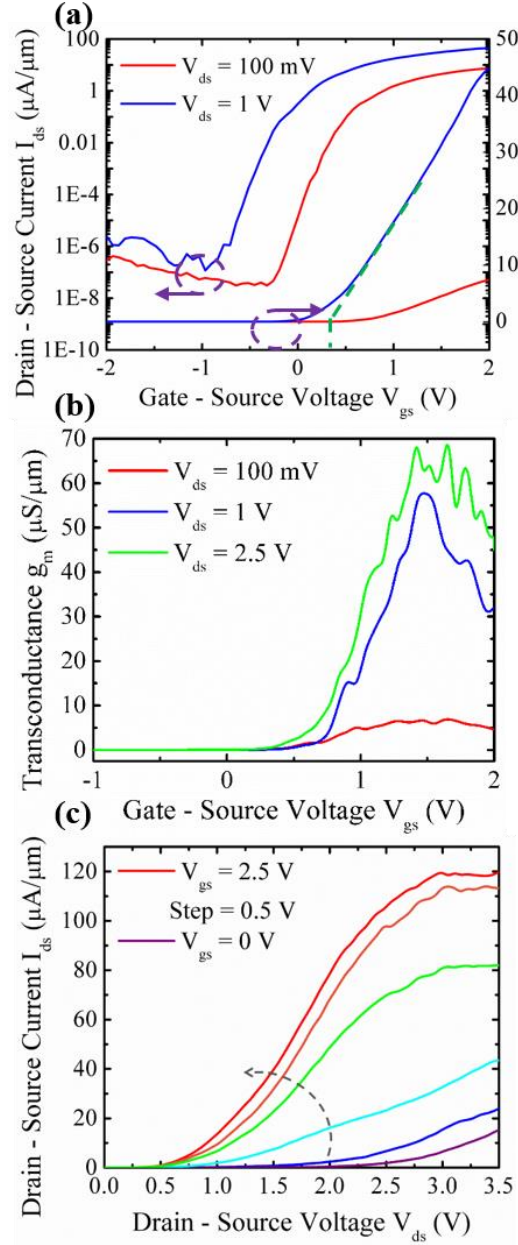 (a)
100
1
0.01
1E-4
1E-6
1E-8
1E-10
50
40
30
20
10
0
V_ds = 100 mV
V_ds = 1 V
Drain - Source Current I_ds (μA/μm)
-2 -1 0 1 2
Gate - Source Voltage V_gs (V)
(b)
70
60
50
40
30
20
10
0
V_ds = 100 mV
V_ds = 1 V
V_ds = 2.5 V
Transconductance g_m (μS/μm)
-1 0 1 2
Gate - Source Voltage V_gs (V)
(c)
120
100
80
60
40
20
0
V_gs = 2.5 V
Step = 0.5 V
V_gs = 0 V
Drain - Source Current I_ds (μA/μm)
0.0 0.5 1.0 1.5 2.0 2.5 3.0 3.5
Drain - Source Voltage V_ds (V)